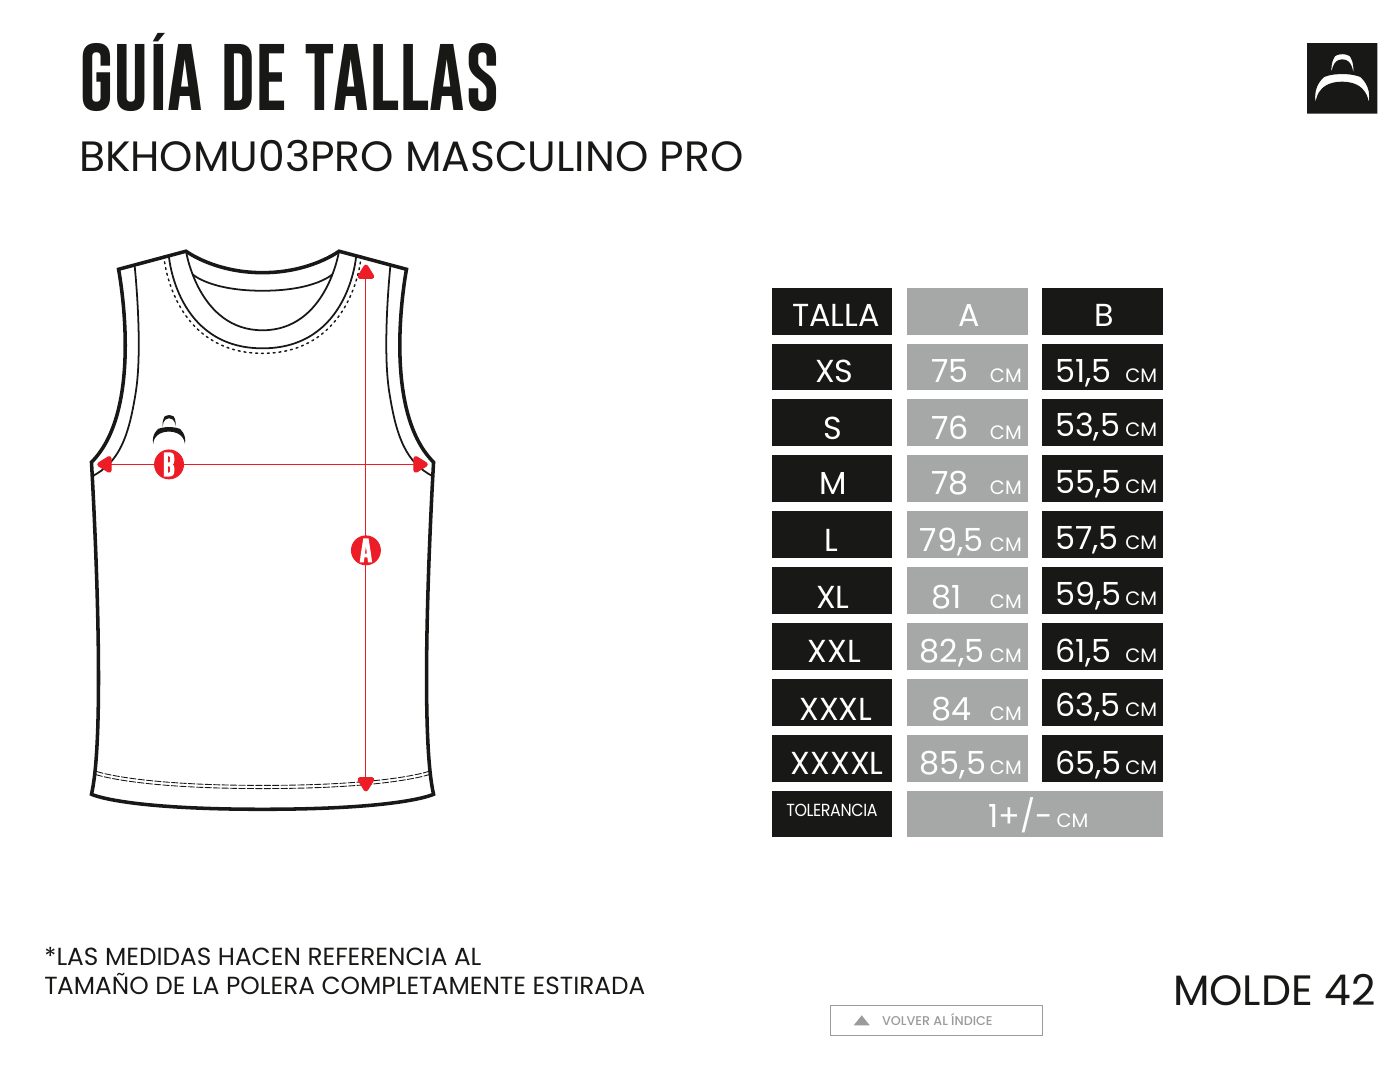 GUÍA DE TALLAS
BKHOMU03PRO MASCULINO PRO
B
A
TALLA A B
XS 75 CM 51,5 CM
S 76 CM 53,5 CM
M 78 CM 55,5 CM
L 79,5 CM 57,5 CM
XL 81 CM 59,5 CM
XXL 82,5 CM 61,5 CM
XXXL 84 CM 63,5 CM
XXXXL 85,5 CM 65,5 CM
TOLERANCIA 1+/- CM
*LAS MEDIDAS HACEN REFERENCIA AL
TAMAÑO DE LA POLERA COMPLETAMENTE ESTIRADA
MOLDE 42
VOLVER AL ÍNDICE